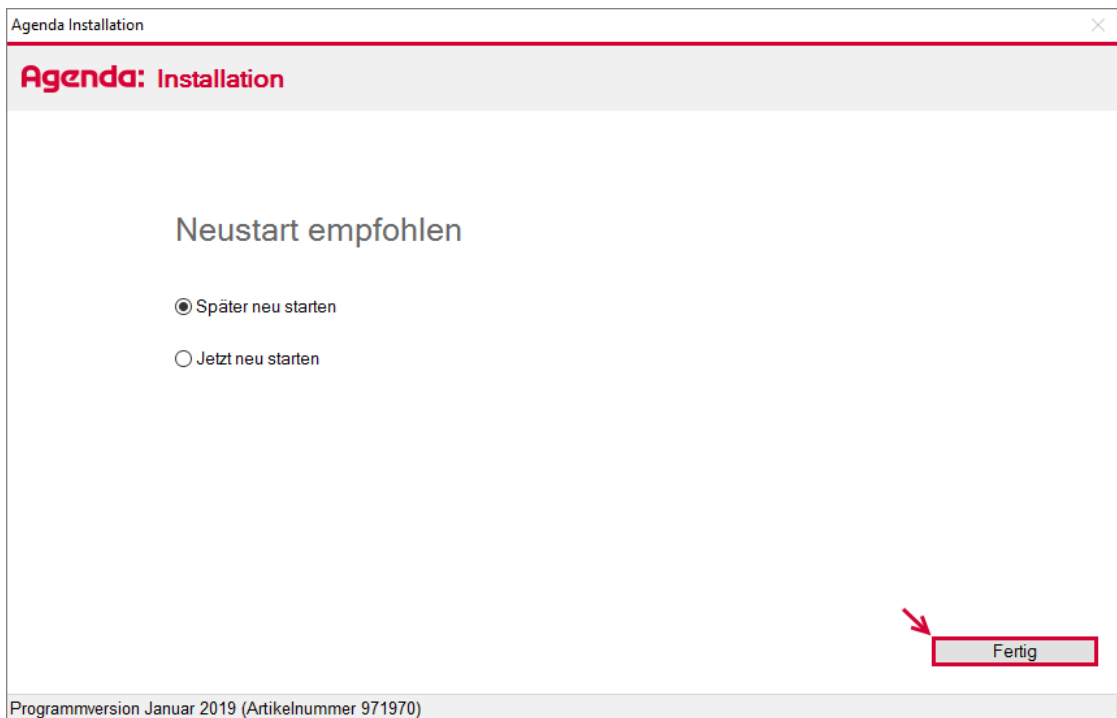 Agenda Installation
Agenda: Installation
Neustart empfohlen
Später neu starten
Jetzt neu starten
Fertig
Programmversion Januar 2019 (Artikelnummer 971970)